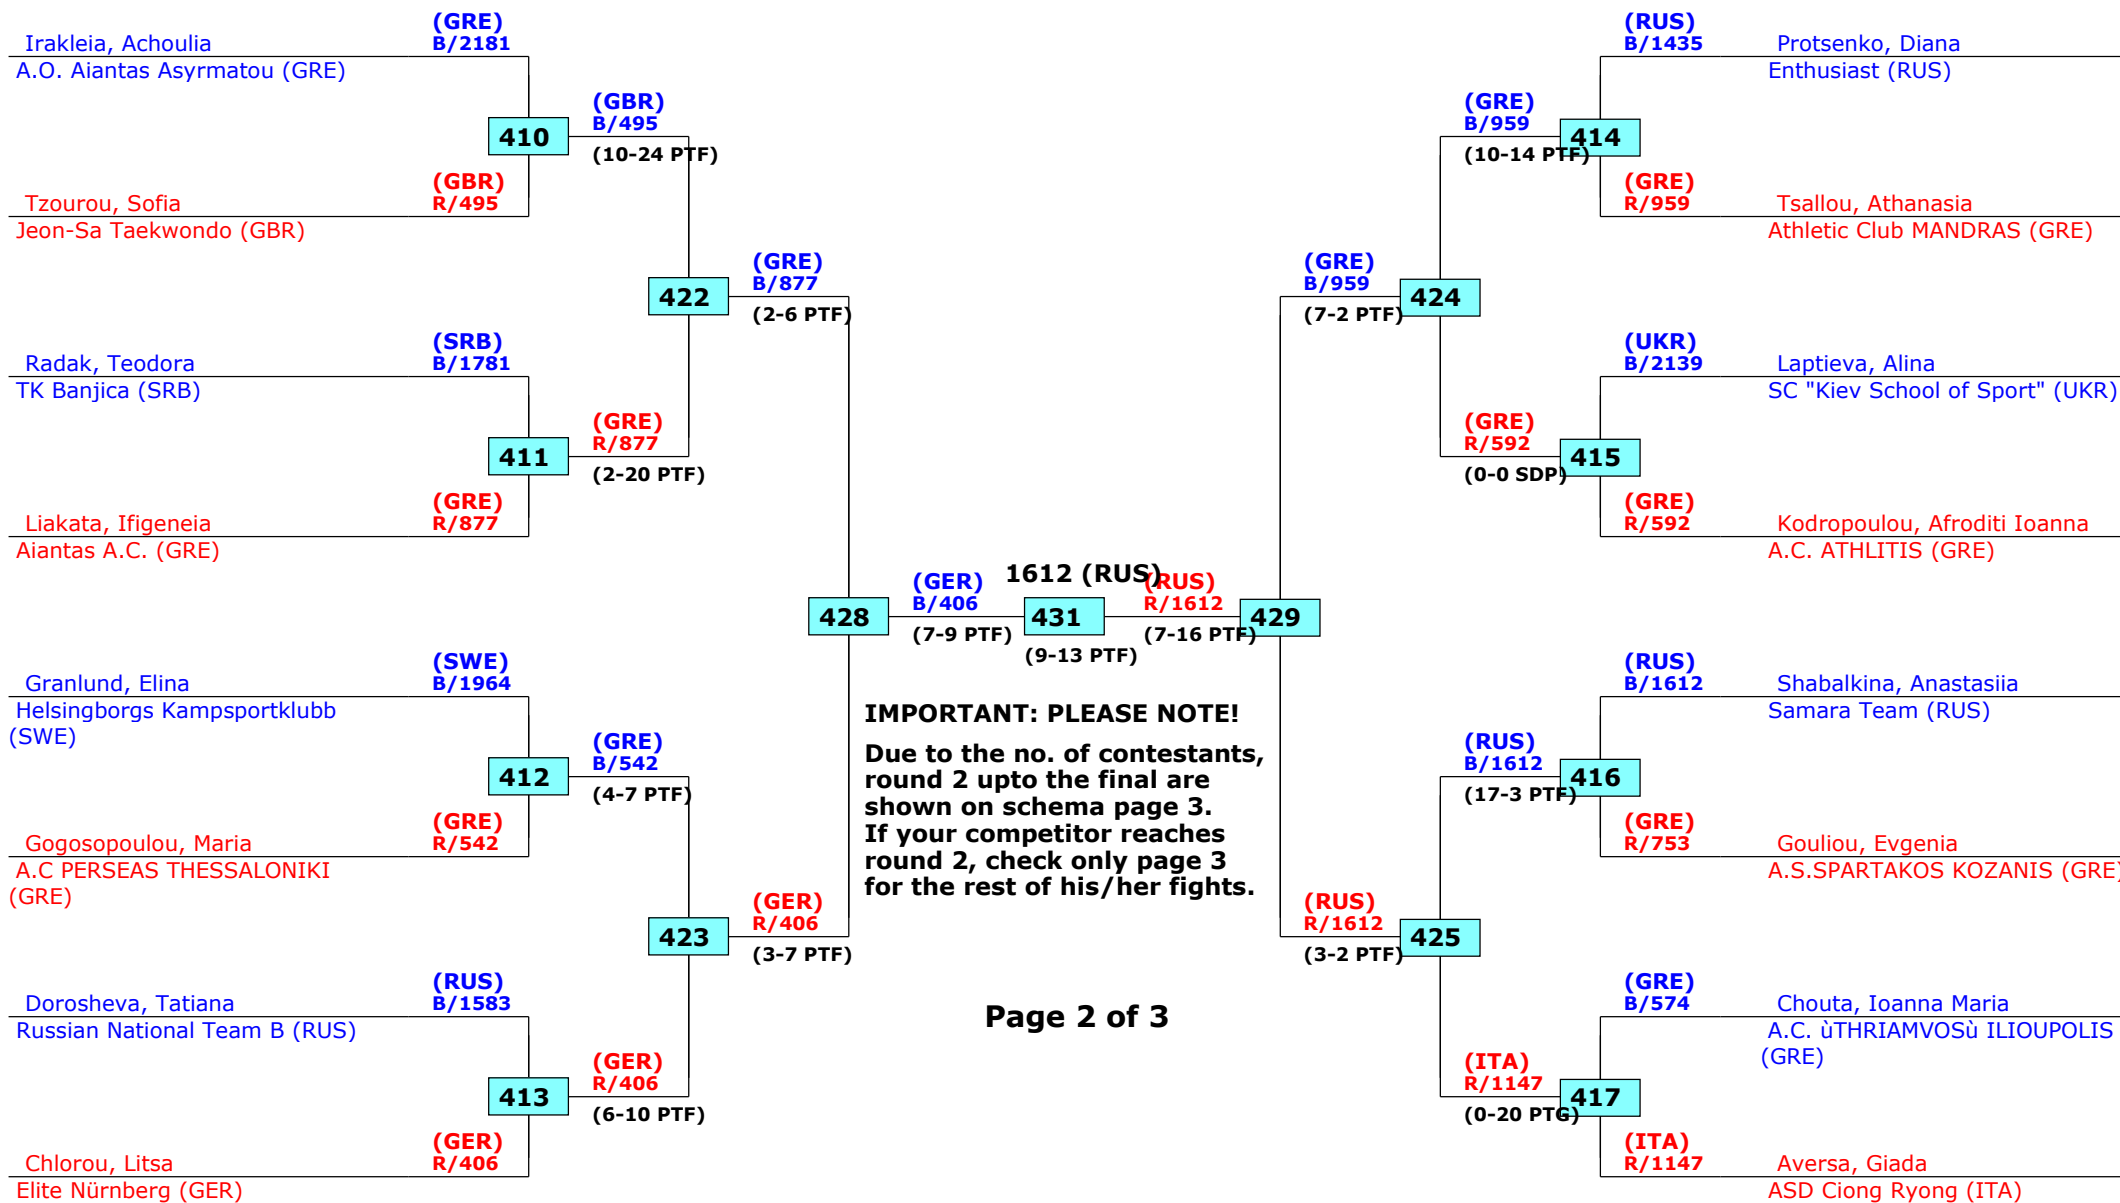 (GRE)
Irakleia, Achoulia B/2181
A.O. Aiantas Asyrmatou (GRE)
410
(GBR)
Tzourou, Sofia R/495
Jeon-Sa Taekwondo (GBR)
(GBR)
B/495
(10-24 PTF)
422
(SRB)
Radak, Teodora B/1781
TK Banjica (SRB)
411
(GRE)
R/877
(2-20 PTF)
(GRE)
Liakata, Ifigeneia R/877
Aiantas A.C. (GRE)
(GRE)
B/877
(2-6 PTF)
428
(SWE)
Granlund, Elina B/1964
Helsingborgs Kampsportklubb
(SWE)
412
(GRE)
B/542
(4-7 PTF)
(GRE)
Gogosopoulou, Maria R/542
A.C PERSEAS THESSALONIKI
(GRE)
423
(GER)
R/406
(3-7 PTF)
(RUS)
Dorosheva, Tatiana B/1583
Russian National Team B (RUS)
413
(GER)
R/406
(6-10 PTF)
(GER)
Chlorou, Litsa R/406
Elite Nürnberg (GER)
(GER)
B/406
(7-9 PTF)
1612 (RUS)
431
(9-13 PTF)
(RUS)
R/1612
(7-16 PTF)
429
IMPORTANT: PLEASE NOTE!
Due to the no. of contestants,
round 2 upto the final are
shown on schema page 3.
If your competitor reaches
round 2, check only page 3
for the rest of his/her fights.
Page 2 of 3
(GRE)
B/959
(7-2 PTF)
424
(GRE)
B/959
(10-14 PTF)
414
(RUS)
B/1435 Protsenko, Diana
Enthusiast (RUS)
(GRE)
R/959 Tsallou, Athanasia
Athletic Club MANDRAS (GRE)
(UKR)
B/2139 Laptieva, Alina
SC "Kiev School of Sport" (UKR)
(GRE)
R/592
(0-0 SDP)
415
(GRE)
R/592 Kodropoulou, Afroditi Ioanna
A.C. ATHLITIS (GRE)
(RUS)
B/1612 Shabalkina, Anastasiia
Samara Team (RUS)
(RUS)
B/1612
(17-3 PTF)
416
(GRE)
R/753 Gouliou, Evgenia
A.S.SPARTAKOS KOZANIS (GRE)
(RUS)
R/1612
(3-2 PTF)
425
(GRE)
B/574 Chouta, Ioanna Maria
A.C. ùTHRIAMVOSù ILIOUPOLIS
(GRE)
(ITA)
R/1147
(0-20 PTG)
417
(ITA)
R/1147 Aversa, Giada
ASD Ciong Ryong (ITA)